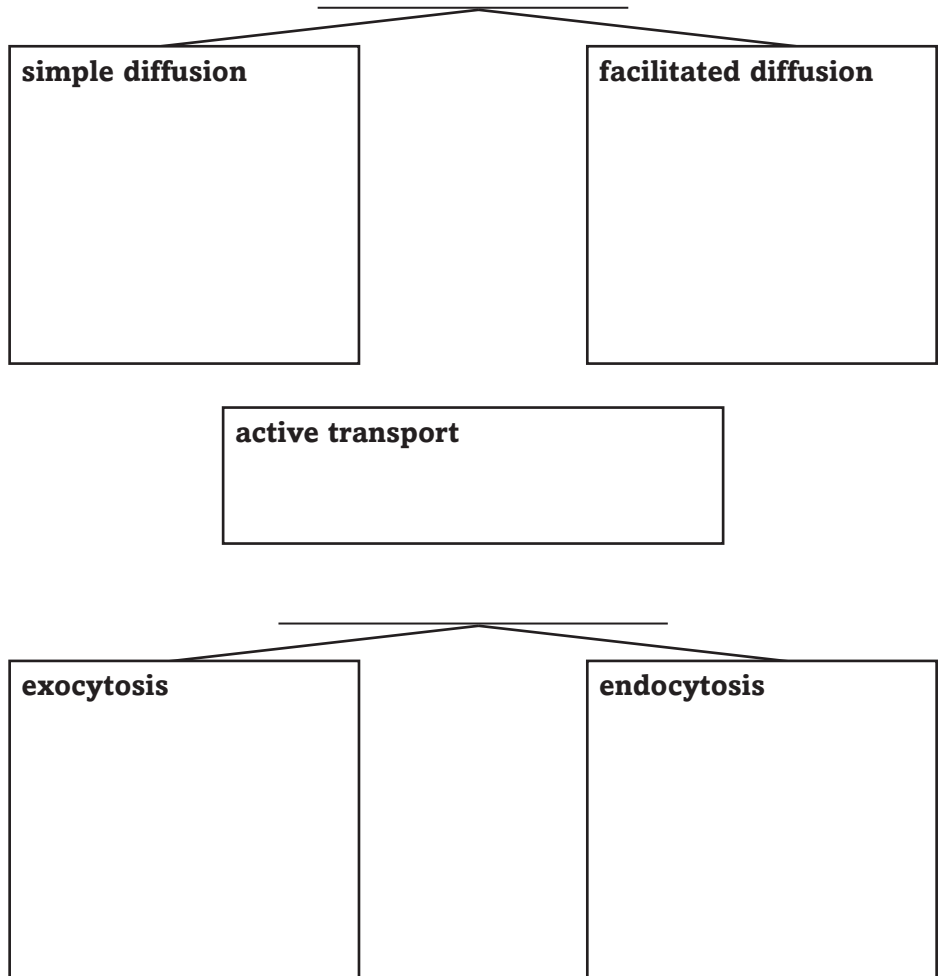 simple diffusion
facilitated diffusion
active transport
exocytosis
endocytosis